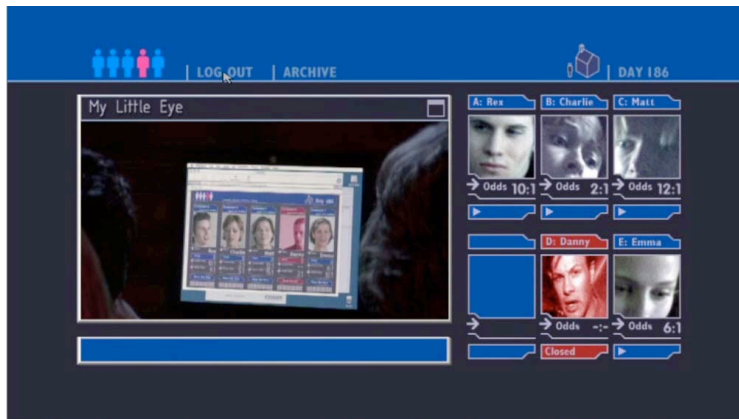 LOG OUT ARCHIVE DAY 186
My Little Eye
A: Rex B: Charlie C: Matt
Odds 10:1 Odds 2:1 Odds 12:1
D: Danny E: Emma
Odds -:- Odds 6:1
Closed